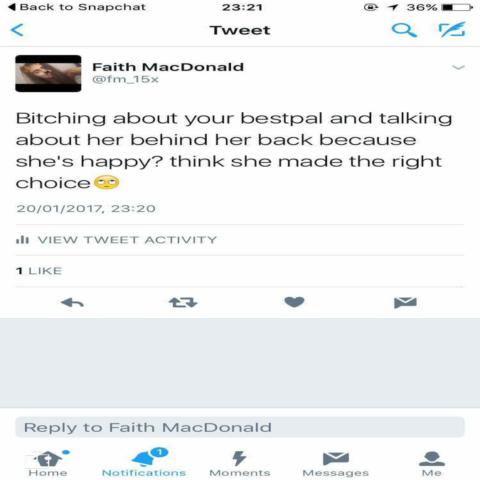 Back to Snapchat 23:21 36%
Tweet
Faith MacDonald
@fm_15x
Bitching about your bestpal and talking
about her behind her back because
she's happy? think she made the right
choice🙄
20/01/2017, 23:20
VIEW TWEET ACTIVITY
1 LIKE
Reply to Faith MacDonald
1
Home Notifications Moments Messages Me